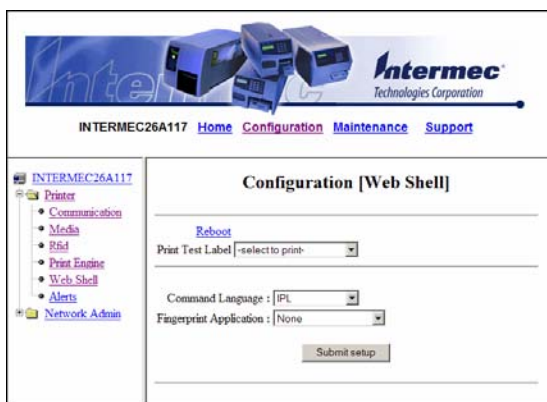 Intermec
Intermec®
Technologies Corporation
INTERMEC26A117 Home Configuration Maintenance Support
INTERMEC26A117
Printer
Communication
Media
Rfid
Print Engine
Web Shell
Alerts
Network Admin
Configuration [Web Shell]
Reboot
Print Test Label -select to print-
Command Language : IPL
Fingerprint Application : None
Submit setup